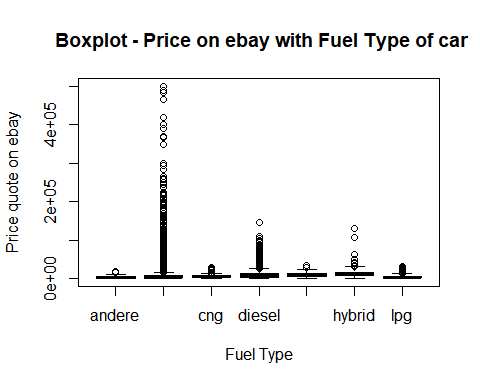 Boxplot - Price on ebay with Fuel Type of car
Price quote on ebay
4e+05
2e+05
0e+00
andere cng diesel hybrid lpg
Fuel Type